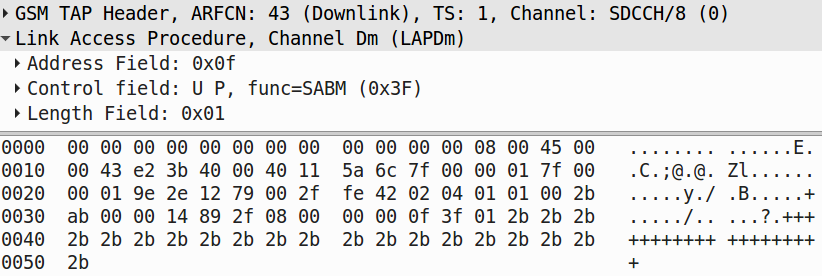 GSM TAP Header, ARFCN: 43 (Downlink), TS: 1, Channel: SDCCH/8 (0)
Link Access Procedure, Channel Dm (LAPDm)
Address Field: 0x0f
Control field: U P, func=SABM (0x3F)
Length Field: 0x01
0000 00 00 00 00 00 00 00 00 00 00 00 00 08 00 45 00 ........ ......E.
0010 00 43 e2 3b 40 00 40 11 5a 6c 7f 00 00 01 7f 00 .C.;@.@. Zl......
0020 00 01 9e 2e 12 79 00 2f fe 42 02 04 01 01 00 2b .....y./ .B.....+
0030 ab 00 00 14 89 2f 08 00 00 00 0f 3f 01 2b 2b 2b ...../.. ...?.+++
0040 2b 2b 2b 2b 2b 2b 2b 2b 2b 2b 2b 2b 2b 2b 2b 2b ++++++++ ++++++++
0050 2b +